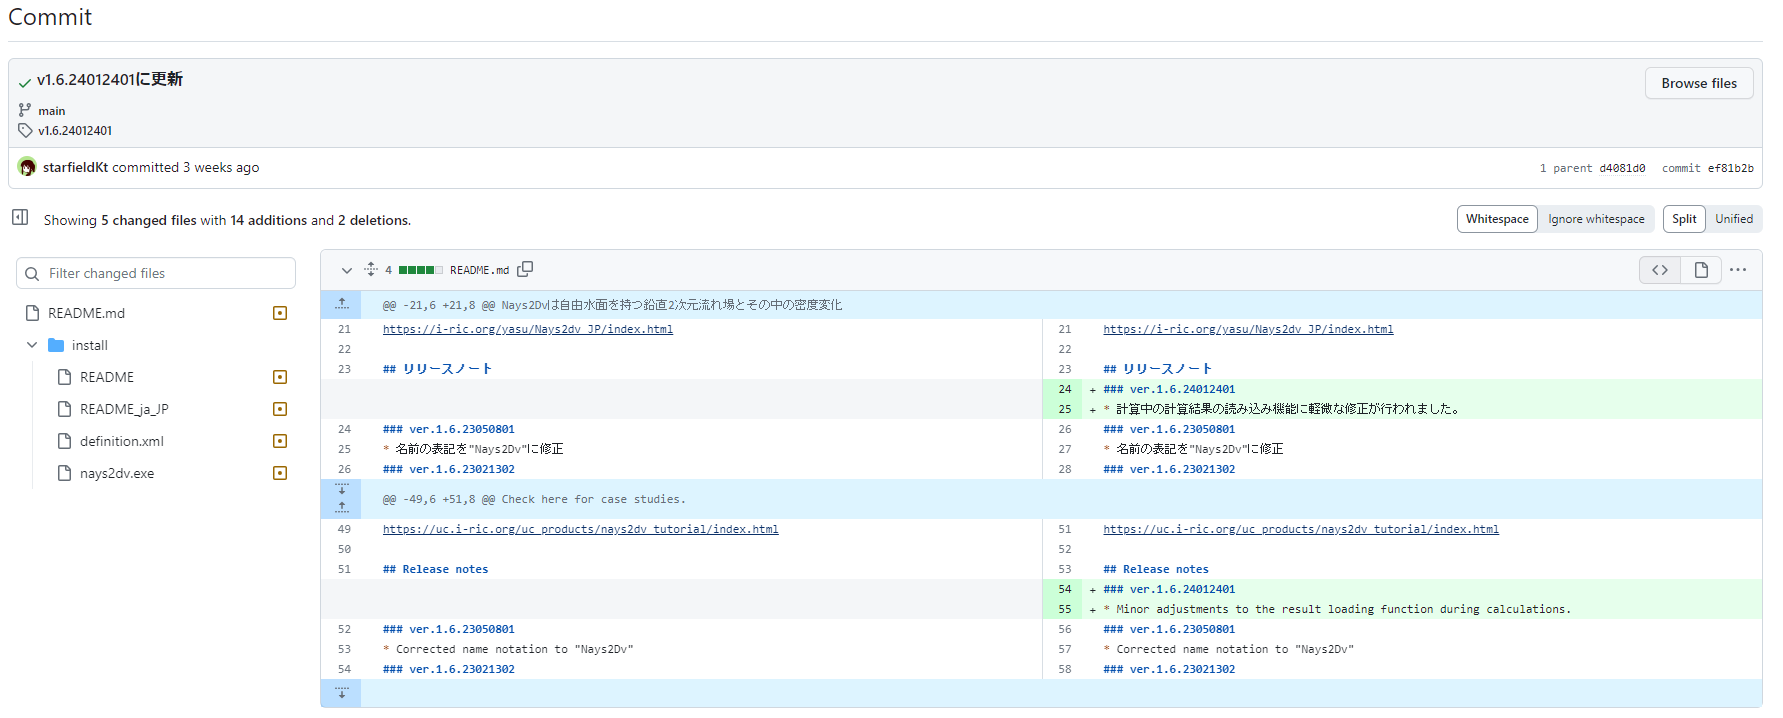 Commit
v1.6.24012401に更新
Browse files
main
v1.6.24012401
starfieldKt committed 3 weeks ago
1 parent d4081d0 commit ef81b2b
Showing 5 changed files with 14 additions and 2 deletions.
Whitespace Ignore whitespace Split Unified
Filter changed files
README.md
install
README
README_ja_JP
definition.xml
nays2dv.exe
4 README.md
@@ -21,6 +21,8 @@ Nays2Dvは自由水面を持つ鉛直2次元流れ場とその中の密度変化
21 https://i-ric.org/yasu/Nays2dv_JP/index.html 21 https://i-ric.org/yasu/Nays2dv_JP/index.html
22 22
23 ## リリースノート 23 ## リリースノート
24 + ### ver.1.6.24012401
25 + * 計算中の計算結果の読み込み機能に軽微な修正が行われました。
24 ### ver.1.6.23050801 26 ### ver.1.6.23050801
25 * 名前の表記を"Nays2Dv"に修正 27 * 名前の表記を"Nays2Dv"に修正
26 ### ver.1.6.23021302 28 ### ver.1.6.23021302
@@ -49,6 +51,8 @@ Check here for case studies.
49 https://uc.i-ric.org/uc_products/nays2dv_tutorial/index.html 51 https://uc.i-ric.org/uc_products/nays2dv_tutorial/index.html
50 52
51 ## Release notes 53 ## Release notes
54 + ### ver.1.6.24012401
55 + * Minor adjustments to the result loading function during calculations.
52 ### ver.1.6.23050801 56 ### ver.1.6.23050801
53 * Corrected name notation to "Nays2Dv" 57 * Corrected name notation to "Nays2Dv"
54 ### ver.1.6.23021302 58 ### ver.1.6.23021302